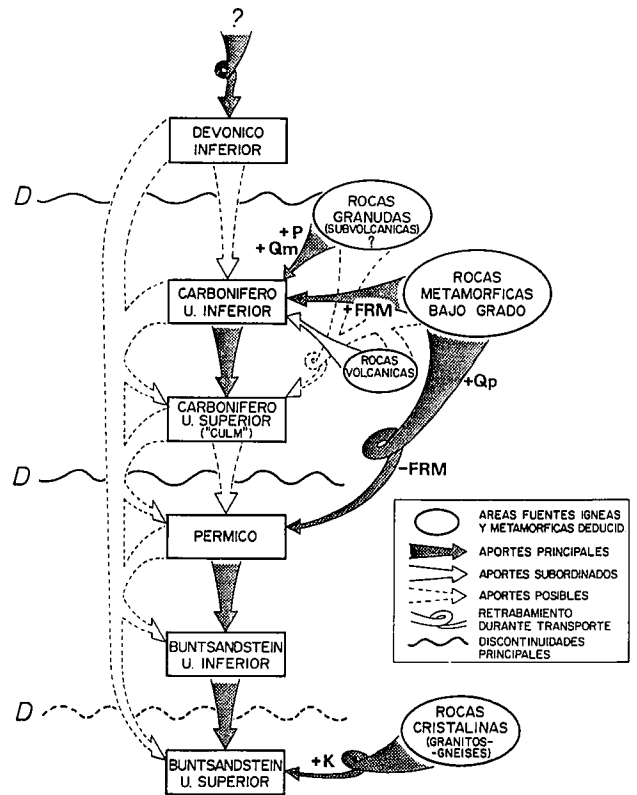 ?
DEVONICO
INFERIOR
D
ROCAS
GRANUDAS
(SUBVOLCANICAS)
?
+P
+Qm
CARBONIFERO
U. INFERIOR
+FRM
ROCAS
METAMORFICAS
BAJO GRADO
ROCAS
VOLCANICAS
+Qp
CARBONIFERO
U. SUPERIOR
("CULM")
D
-FRM
PERMICO
AREAS FUENTES IGNEAS
Y METAMORFICAS DEDUCID.
APORTES PRINCIPALES
APORTES SUBORDINADOS
APORTES POSIBLES
RETRABAMIENTO
DURANTE TRANSPORTE
DISCONTINUIDADES
PRINCIPALES
BUNTSANDSTEIN
U. INFERIOR
D
ROCAS
CRISTALINAS
(GRANITOS-
-GNEISES)
+K
BUNTSANDSTEIN
U. SUPERIOR